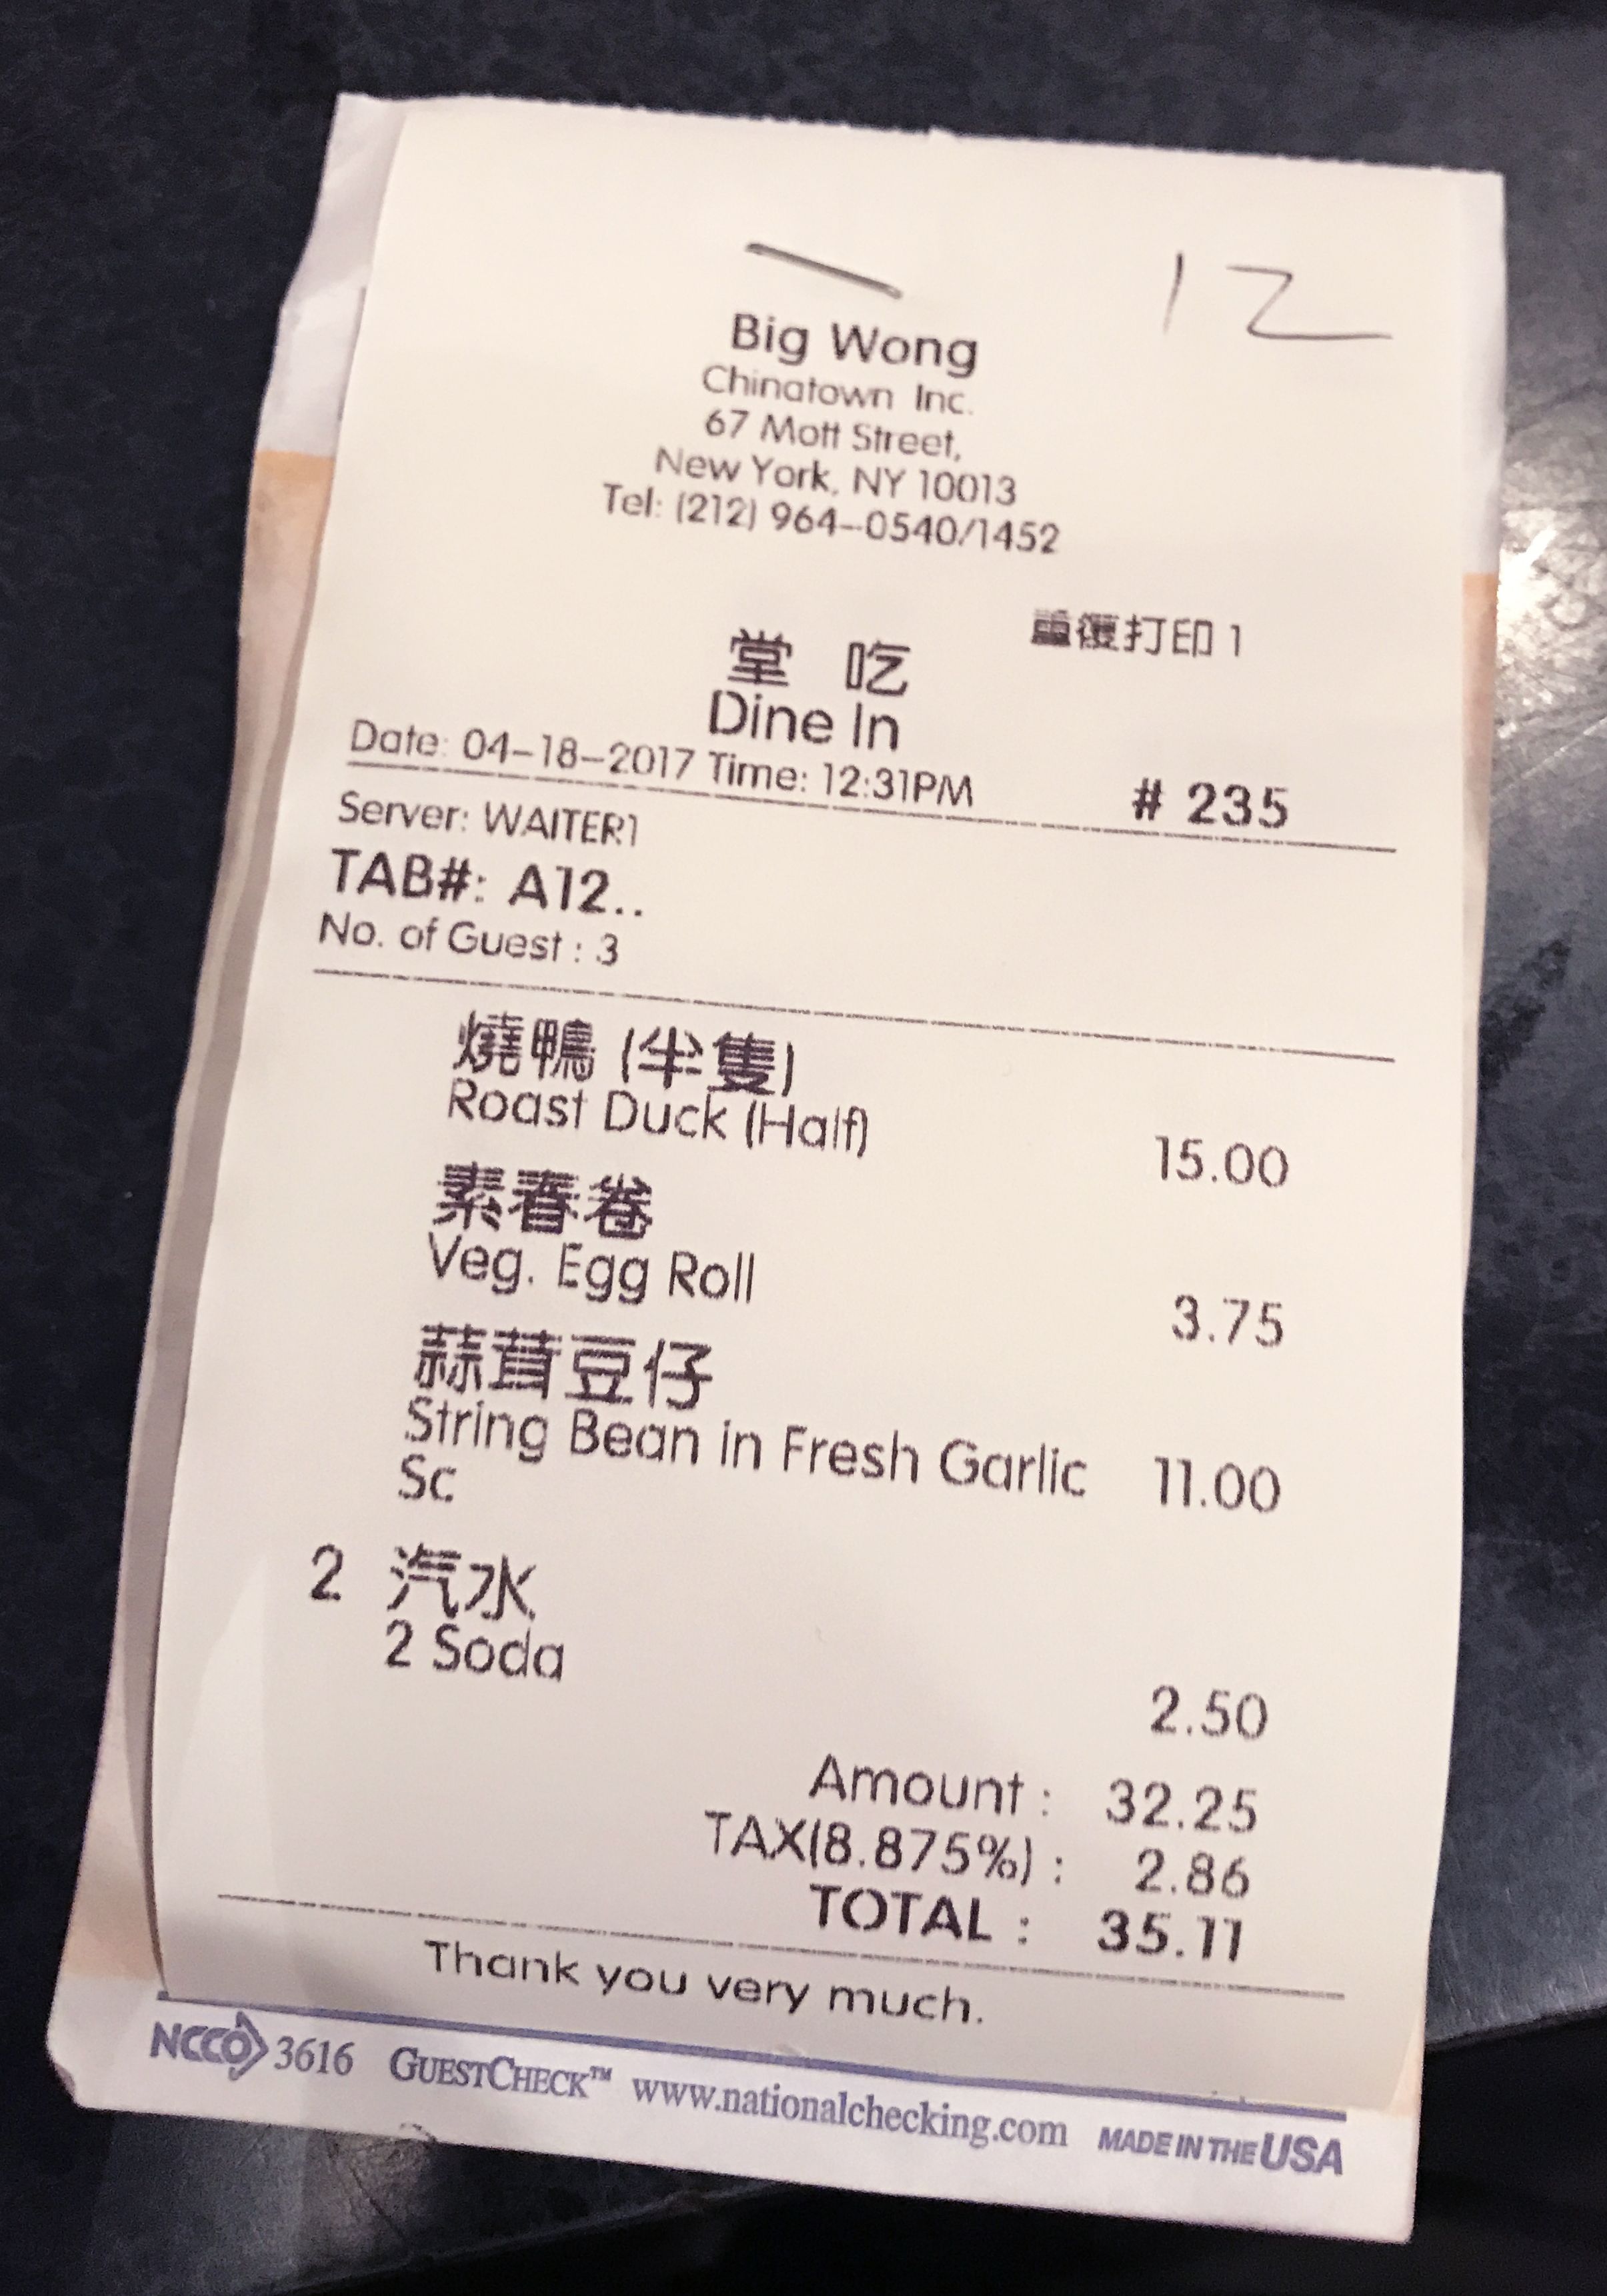 12
Big Wong
Chinatown Inc.
67 Mott Street,
New York, NY 10013
Tel: (212) 964-0540/1452
重復打印 1
堂 吃
Dine In
Date: 04-18-2017 Time: 12:31PM # 235
Server: WAITER1
TAB#: A12..
No. of Guest : 3
燒鴨 (半隻)
Roast Duck (Half) 15.00
素春卷
Veg. Egg Roll 3.75
蒜茸豆仔
String Bean in Fresh Garlic 11.00
Sc
2 汽水
2 Soda
2.50
Amount : 32.25
TAX(8.875%) : 2.86
TOTAL : 35.11
Thank you very much.
NCCO 3616 GUESTCHECK™ www.nationalchecking.com MADE IN THE USA